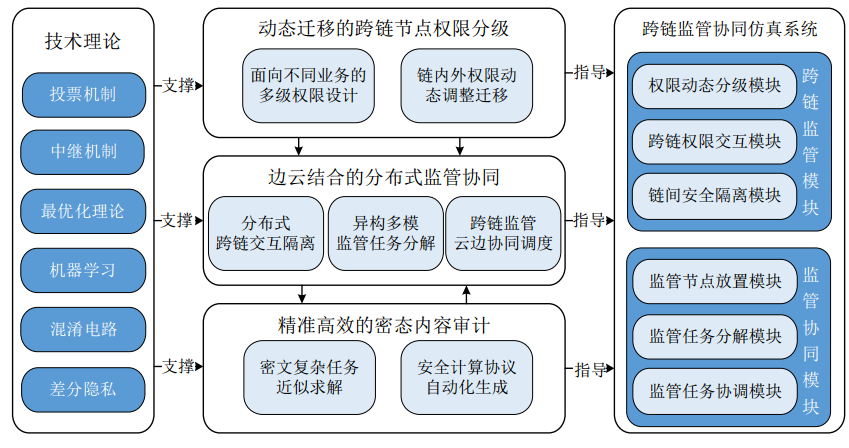 技术理论
投票机制
中继机制
最优化理论
机器学习
混淆电路
差分隐私
支撑
支撑
支撑
动态迁移的跨链节点权限分级
面向不同业务的
多级权限设计
链内外权限动
态调整迁移
边云结合的分布式监管协同
分布式
跨链交互隔离
异构多模
监管任务分解
跨链监管
云边协同调度
精准高效的密态内容审计
密文复杂任务
近似求解
安全计算协议
自动化生成
指导
指导
指导
跨链监管协同仿真系统
权限动态分级模块
跨链权限交互模块
链间安全隔离模块
跨链监管模块
监管节点放置模块
监管任务分解模块
监管任务协调模块
监管协同模块